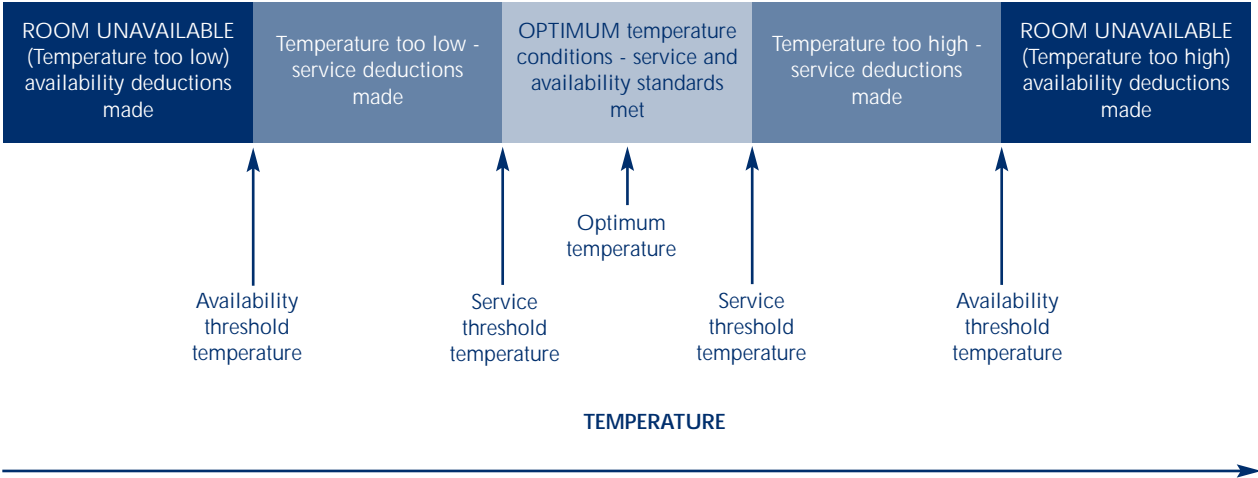 ROOM UNAVAILABLE
(Temperature too low)
availability deductions
made
Temperature too low -
service deductions
made
OPTIMUM temperature
conditions - service and
availability standards
met
Temperature too high -
service deductions
made
ROOM UNAVAILABLE
(Temperature too high)
availability deductions
made
Optimum
temperature
Availability
threshold
temperature
Service
threshold
temperature
Service
threshold
temperature
Availability
threshold
temperature
TEMPERATURE